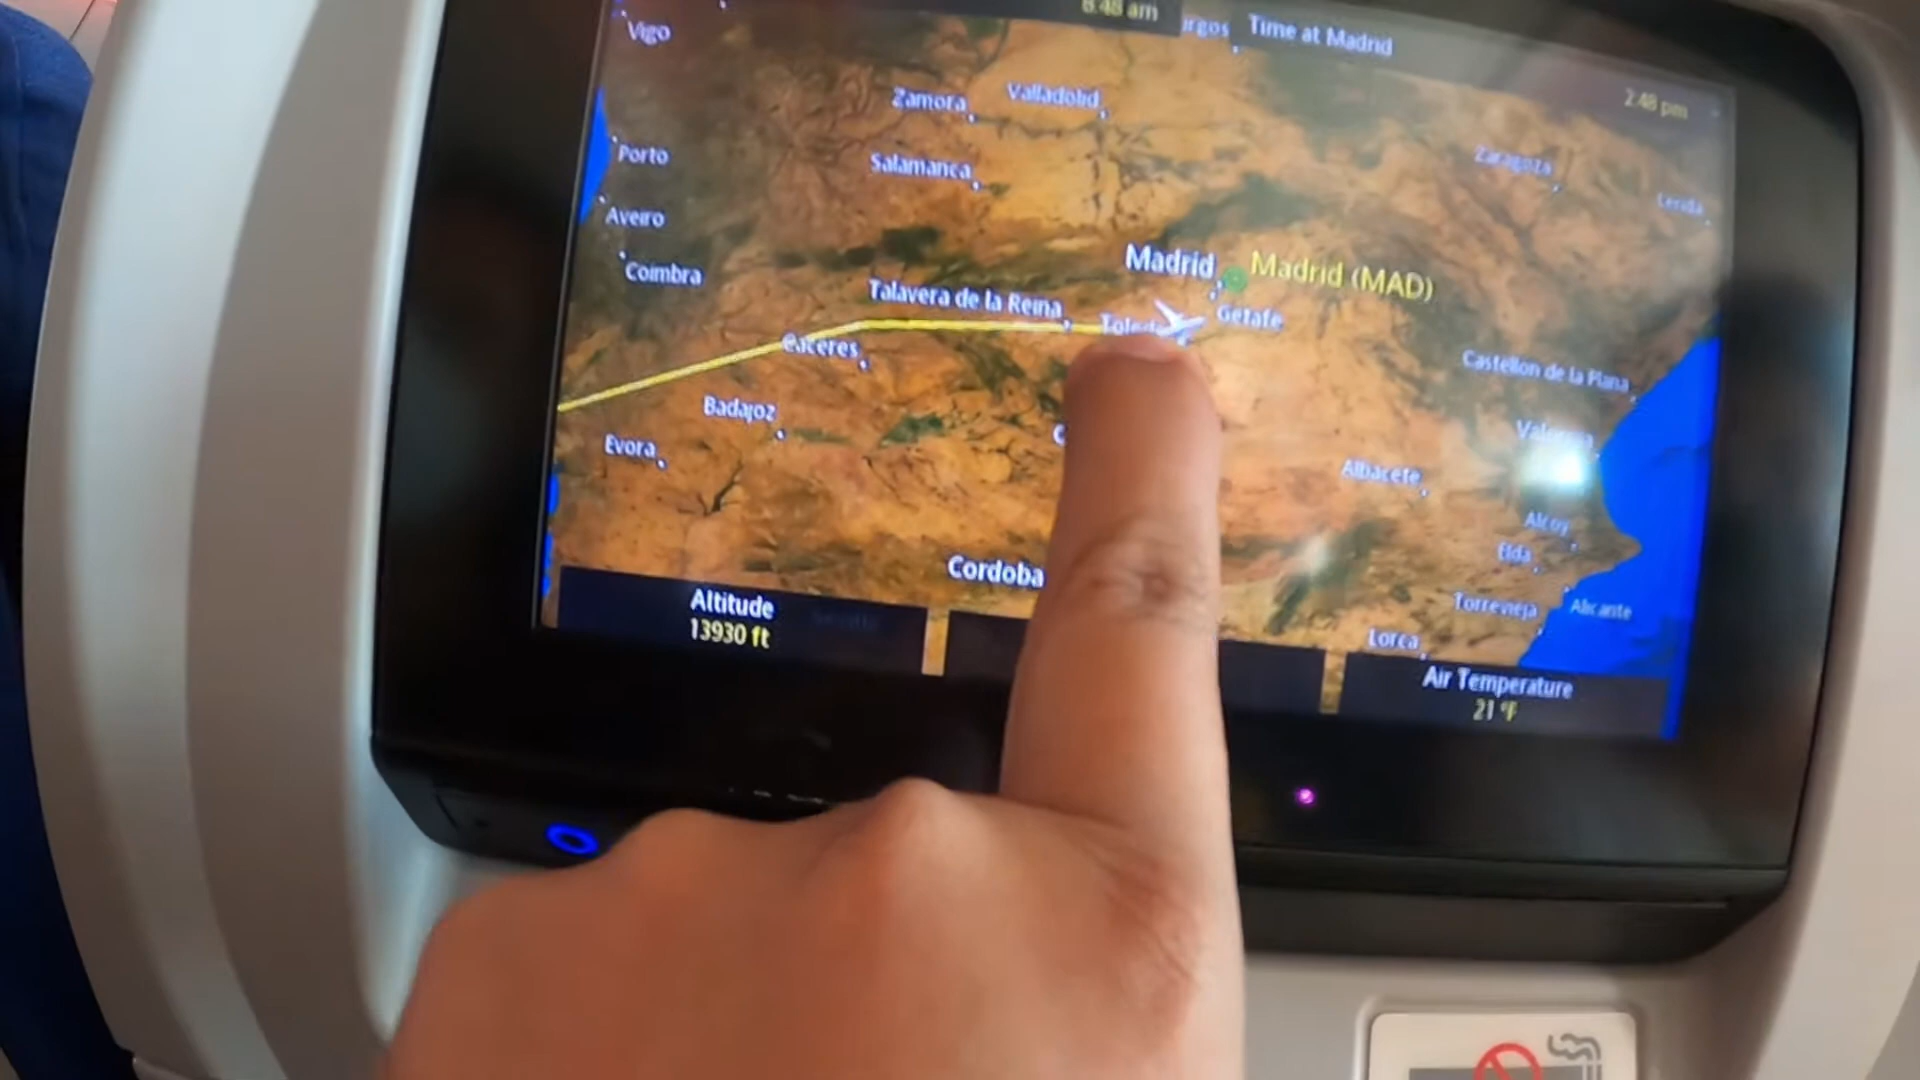 8:48 am
Time at Madrid
2:48 pm
Vigo
Zamora
Valladolid
Porto
Salamanca
Zaragoza
Lerida
Aveiro
Coimbra
Madrid
Madrid (MAD)
Talavera de la Reina
Getafe
Caceres
Castellon de la Plana
Badajoz
Evora
Albacete
Alcoy
Elda
Cordoba
Torrevieja
Alicante
Lorca
Altitude
13930 ft
Air Temperature
21 °F